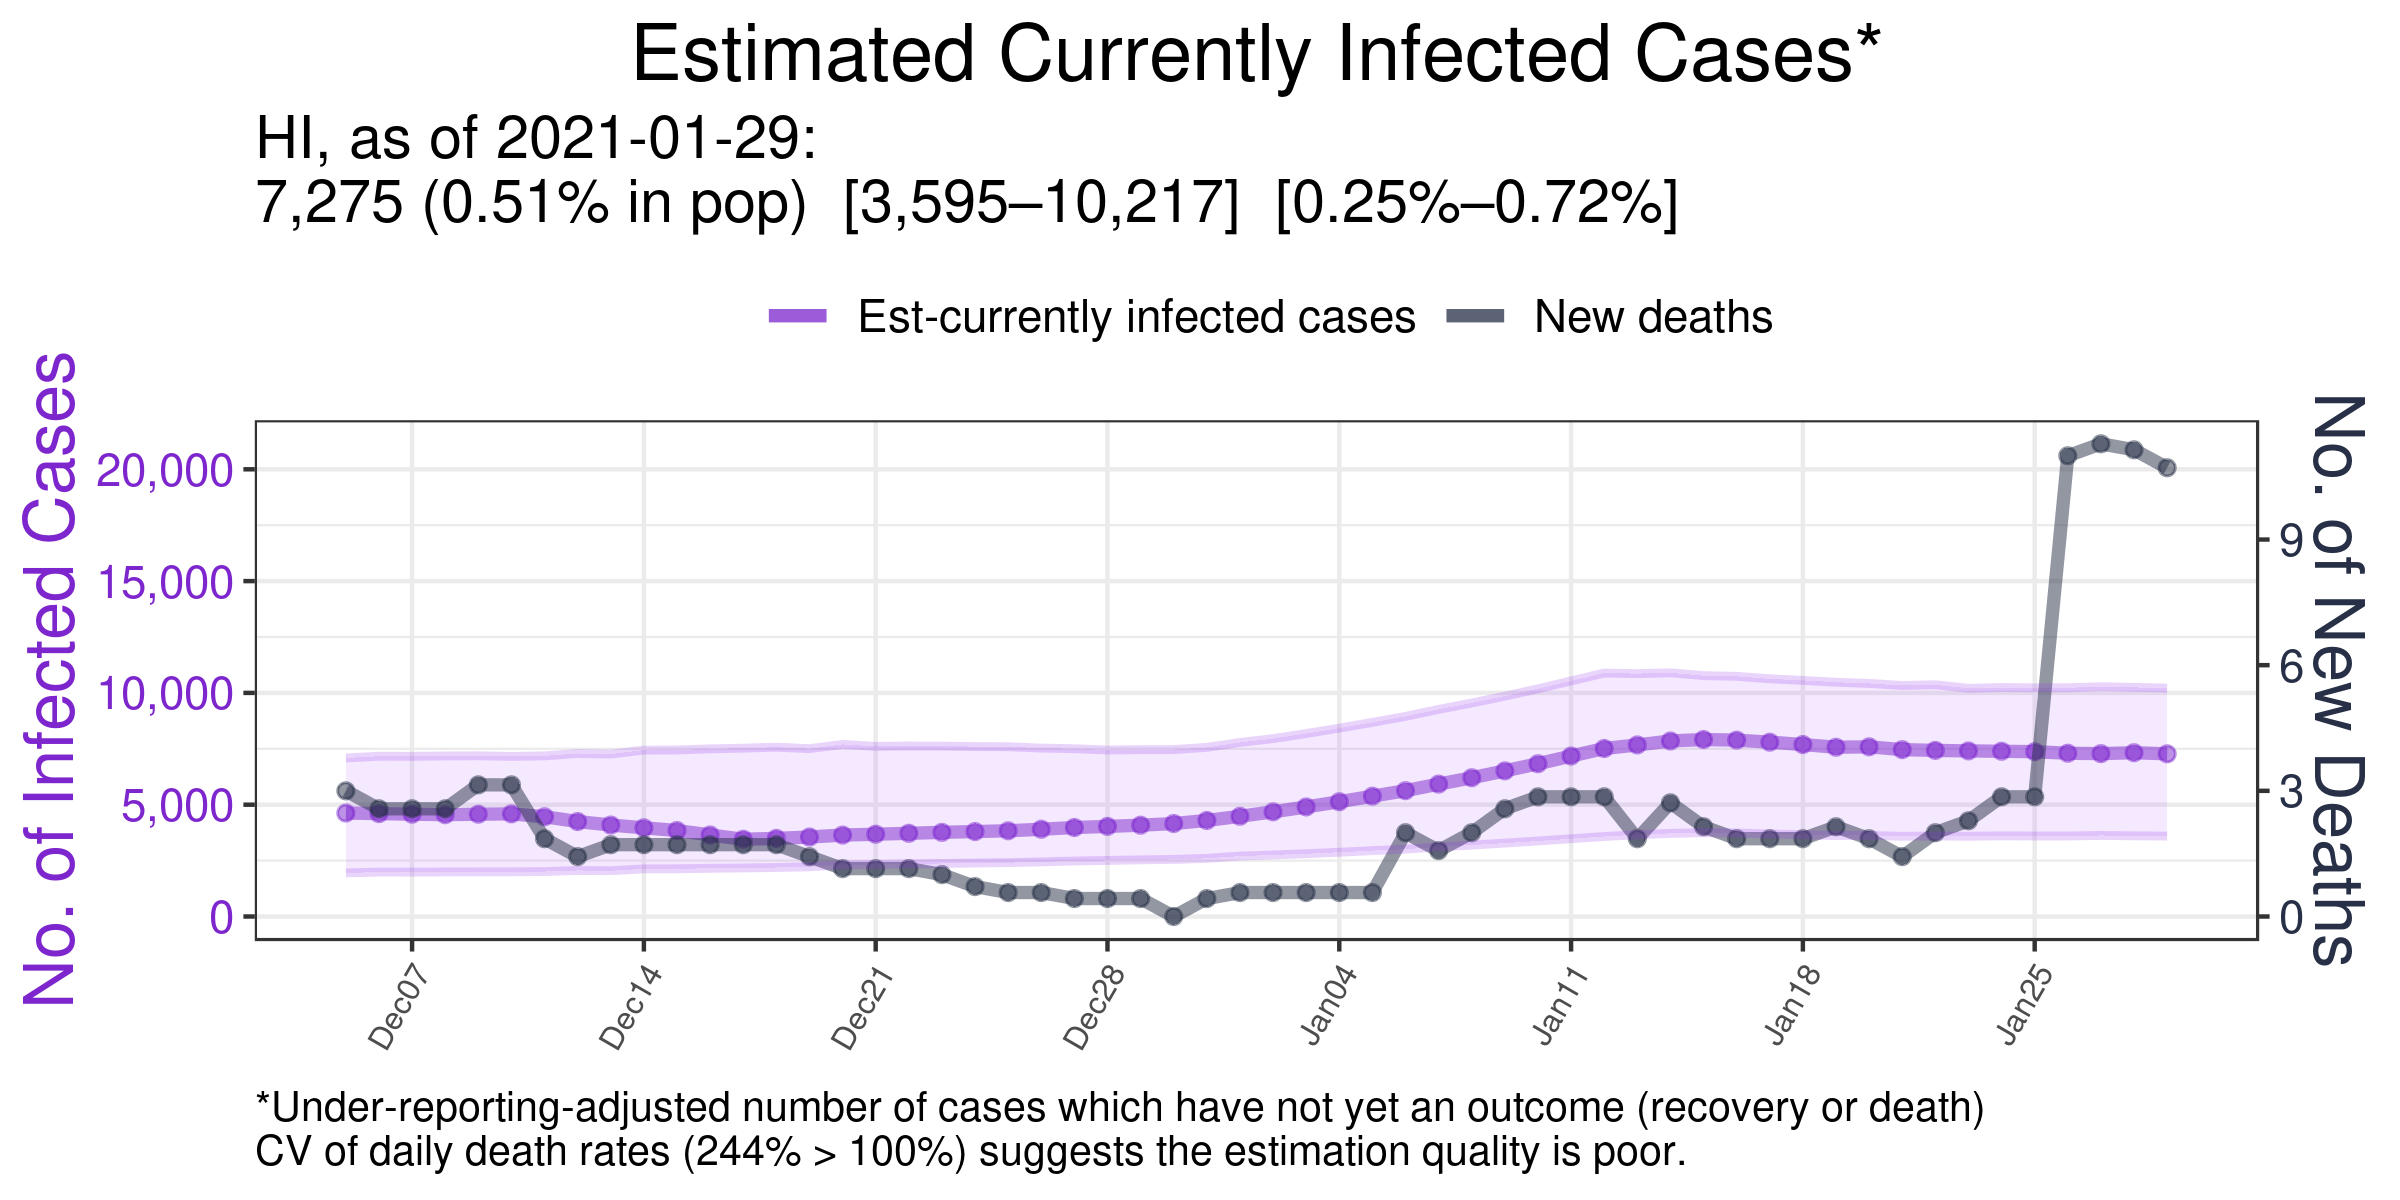 Estimated Currently Infected Cases*
HI, as of 2021-01-29:
7,275 (0.51% in pop)  [3,595–10,217]  [0.25%–0.72%]
Est-currently infected cases
New deaths
No. of Infected Cases
20,000
15,000
10,000
5,000
0
9
6
3
0
No. of New Deaths
Dec07
Dec14
Dec21
Dec28
Jan04
Jan11
Jan18
Jan25
*Under-reporting-adjusted number of cases which have not yet an outcome (recovery or death)
CV of daily death rates (244% > 100%) suggests the estimation quality is poor.